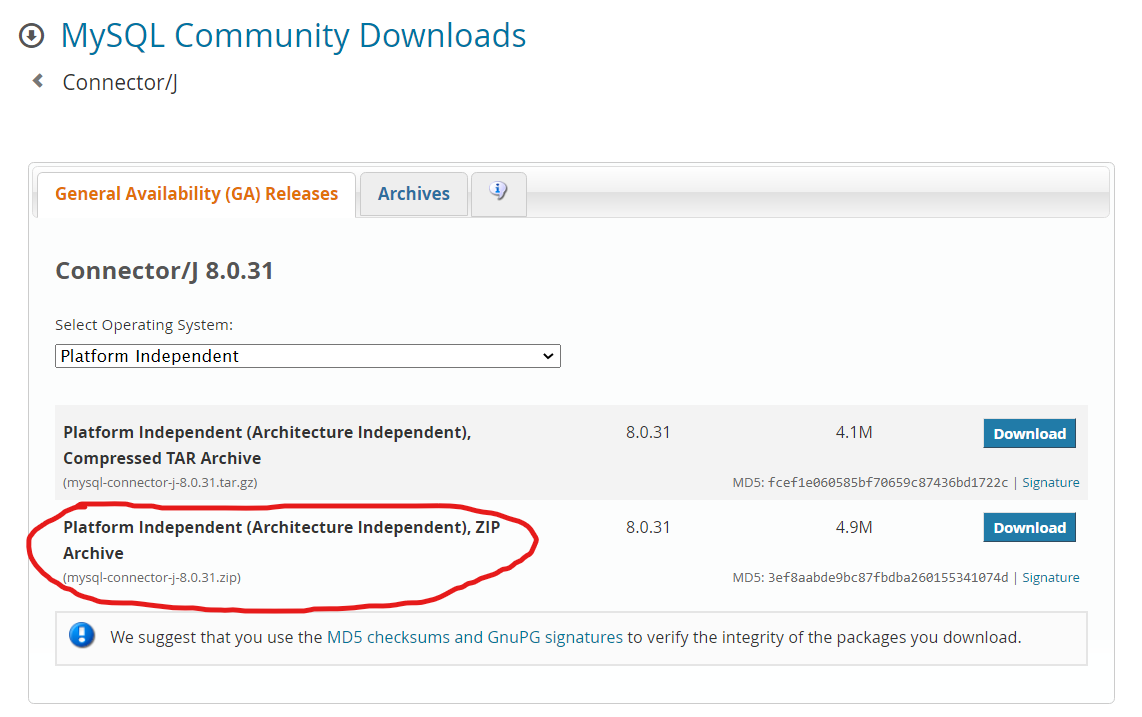 MySQL Community Downloads
Connector/J
General Availability (GA) Releases
Archives
Connector/J 8.0.31
Select Operating System:
Platform Independent
Platform Independent (Architecture Independent), 8.0.31 4.1M Download
Compressed TAR Archive
(mysql-connector-j-8.0.31.tar.gz) MD5: fcef1e060585bf70659c87436bd1722c | Signature
Platform Independent (Architecture Independent), ZIP 8.0.31 4.9M Download
Archive
(mysql-connector-j-8.0.31.zip) MD5: 3ef8aabde9bc87fbdba260155341074d | Signature
We suggest that you use the MD5 checksums and GnuPG signatures to verify the integrity of the packages you download.